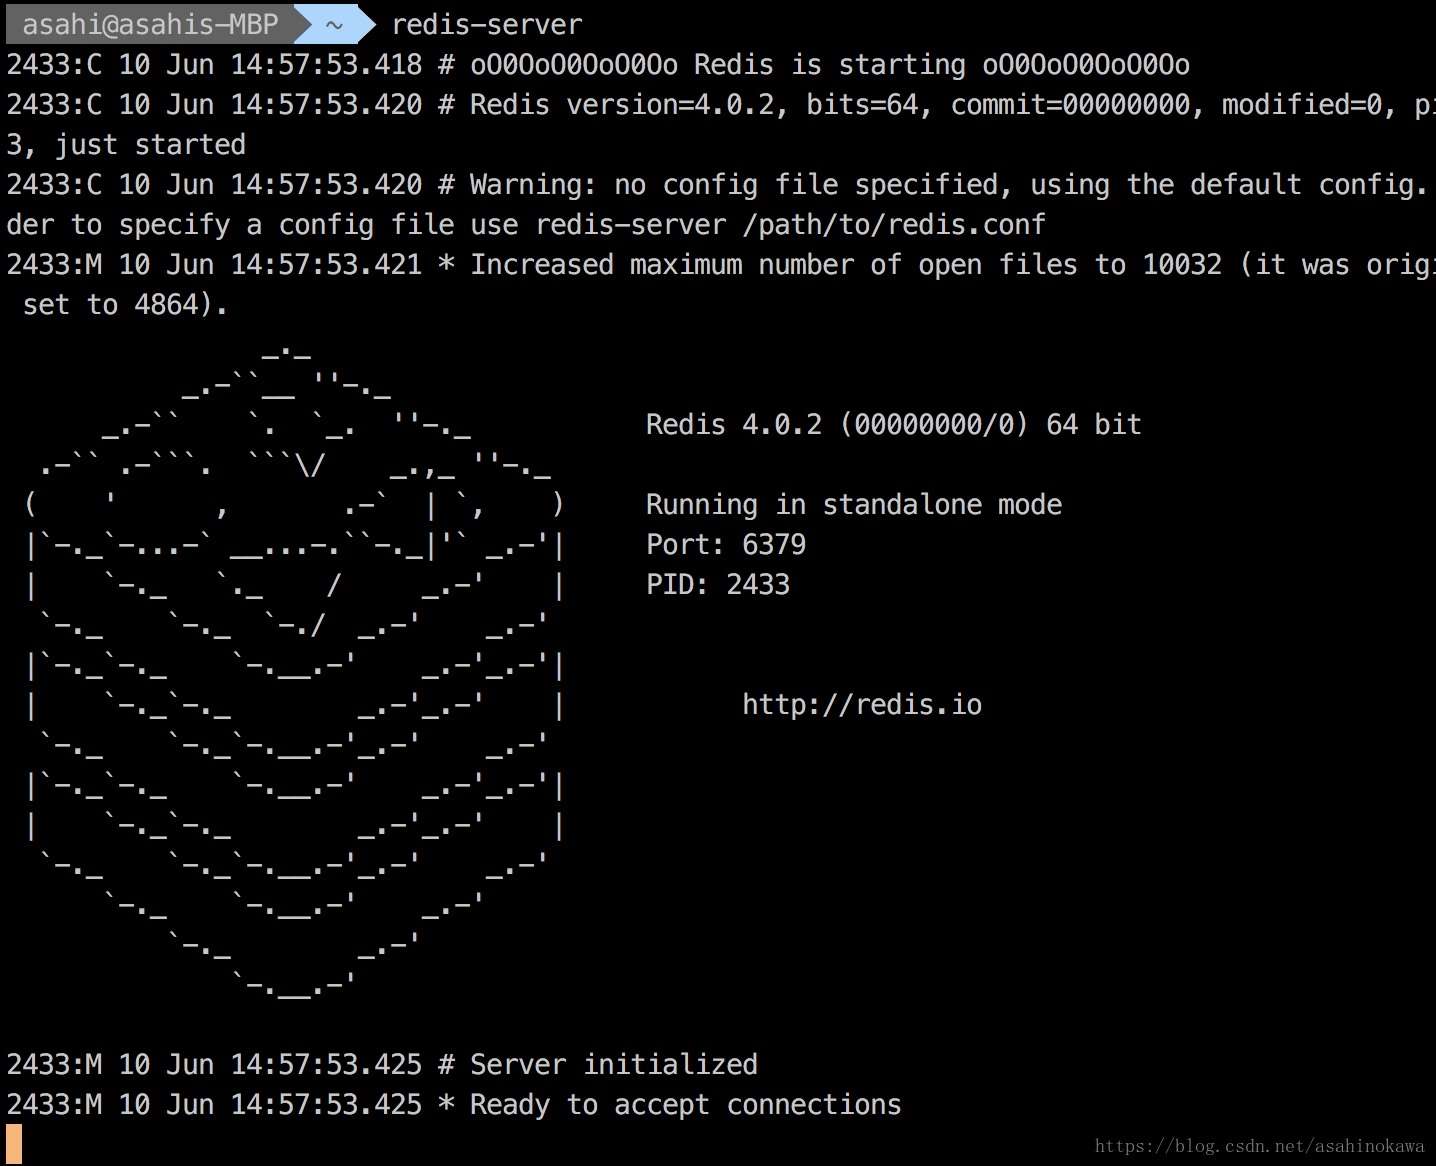 asahi@asahis-MBP ~ redis-server
2433:C 10 Jun 14:57:53.418 # oO0OoO0OoO0Oo Redis is starting oO0OoO0OoO0Oo
2433:C 10 Jun 14:57:53.420 # Redis version=4.0.2, bits=64, commit=00000000, modified=0, pi
3, just started
2433:C 10 Jun 14:57:53.420 # Warning: no config file specified, using the default config.
der to specify a config file use redis-server /path/to/redis.conf
2433:M 10 Jun 14:57:53.421 * Increased maximum number of open files to 10032 (it was origi
set to 4864).
Redis 4.0.2 (00000000/0) 64 bit
Running in standalone mode
Port: 6379
PID: 2433
http://redis.io
2433:M 10 Jun 14:57:53.425 # Server initialized
2433:M 10 Jun 14:57:53.425 * Ready to accept connections
https://blog.csdn.net/asahinokawa